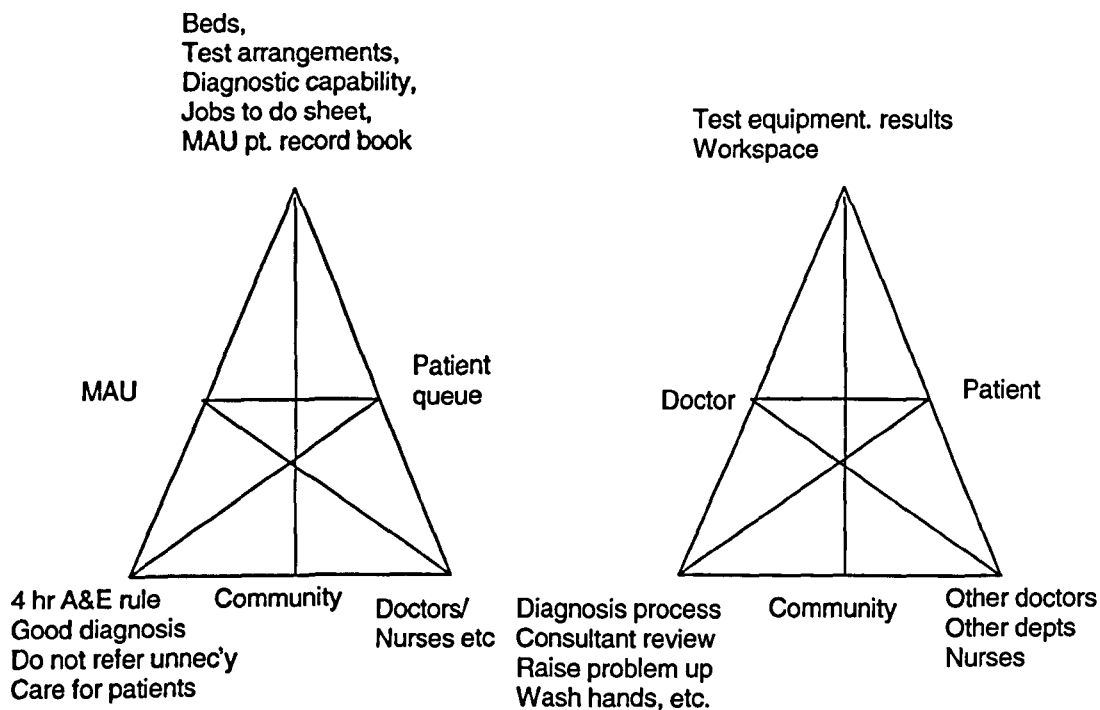 Beds,
Test arrangements,
Diagnostic capability,
Jobs to do sheet,
MAU pt. record book
MAU
Patient
queue
4 hr A&E rule
Good diagnosis
Do not refer unnec'y
Care for patients
Community
Doctors/
Nurses etc
Test equipment. results
Workspace
Doctor
Patient
Diagnosis process
Consultant review
Raise problem up
Wash hands, etc.
Community
Other doctors
Other depts
Nurses